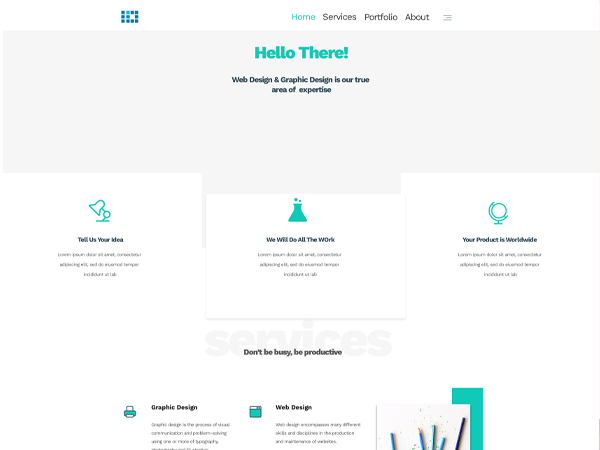 Home Services Portfolio About
Hello There!
Web Design & Graphic Design is our true
area of expertise
Tell Us Your Idea
Lorem ipsum dolor sit amet, consectetur
adipiscing elit, sed do eiusmod tempor
incididunt ut lab
We Will Do All The WOrk
Lorem ipsum dolor sit amet, consectetur
adipiscing elit, sed do eiusmod tempor
incididunt ut lab
Your Product is Worldwide
Lorem ipsum dolor sit amet, consectetur
adipiscing elit, sed do eiusmod tempor
incididunt ut lab
services
Don't be busy, be productive
Graphic Design
Graphic design is the process of visual
communication and problem-solving
using one or more of typography,
Web Design
Web design encompasses many different
skills and disciplines in the production
and maintenance of websites.